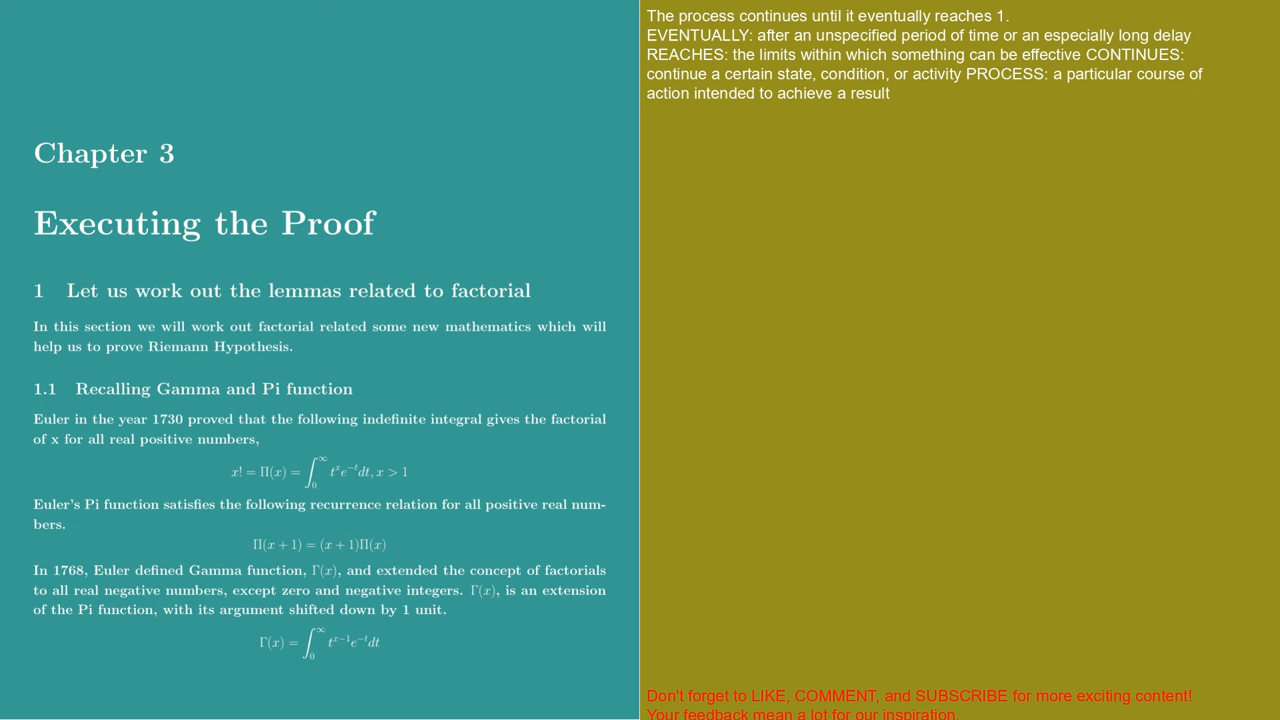 Chapter 3
Executing the Proof
1 Let us work out the lemmas related to factorial
In this section we will work out factorial related some new mathematics which will
help us to prove Riemann Hypothesis.
1.1 Recalling Gamma and Pi function
Euler in the year 1730 proved that the following indefinite integral gives the factorial
of x for all real positive numbers,
x! = Π(x) = ∫₀^∞ t^x e^{-t} dt, x > 1
Euler's Pi function satisfies the following recurrence relation for all positive real num-
bers.
Π(x + 1) = (x + 1)Π(x)
In 1768, Euler defined Gamma function, Γ(x), and extended the concept of factorials
to all real negative numbers, except zero and negative integers. Γ(x), is an extension
of the Pi function, with its argument shifted down by 1 unit.
Γ(x) = ∫₀^∞ t^{x-1} e^{-t} dt
The process continues until it eventually reaches 1.
EVENTUALLY: after an unspecified period of time or an especially long delay
REACHES: the limits within which something can be effective CONTINUES:
continue a certain state, condition, or activity PROCESS: a particular course of
action intended to achieve a result
Don't forget to LIKE, COMMENT, and SUBSCRIBE for more exciting content!
Your feedback mean a lot for our inspiration.